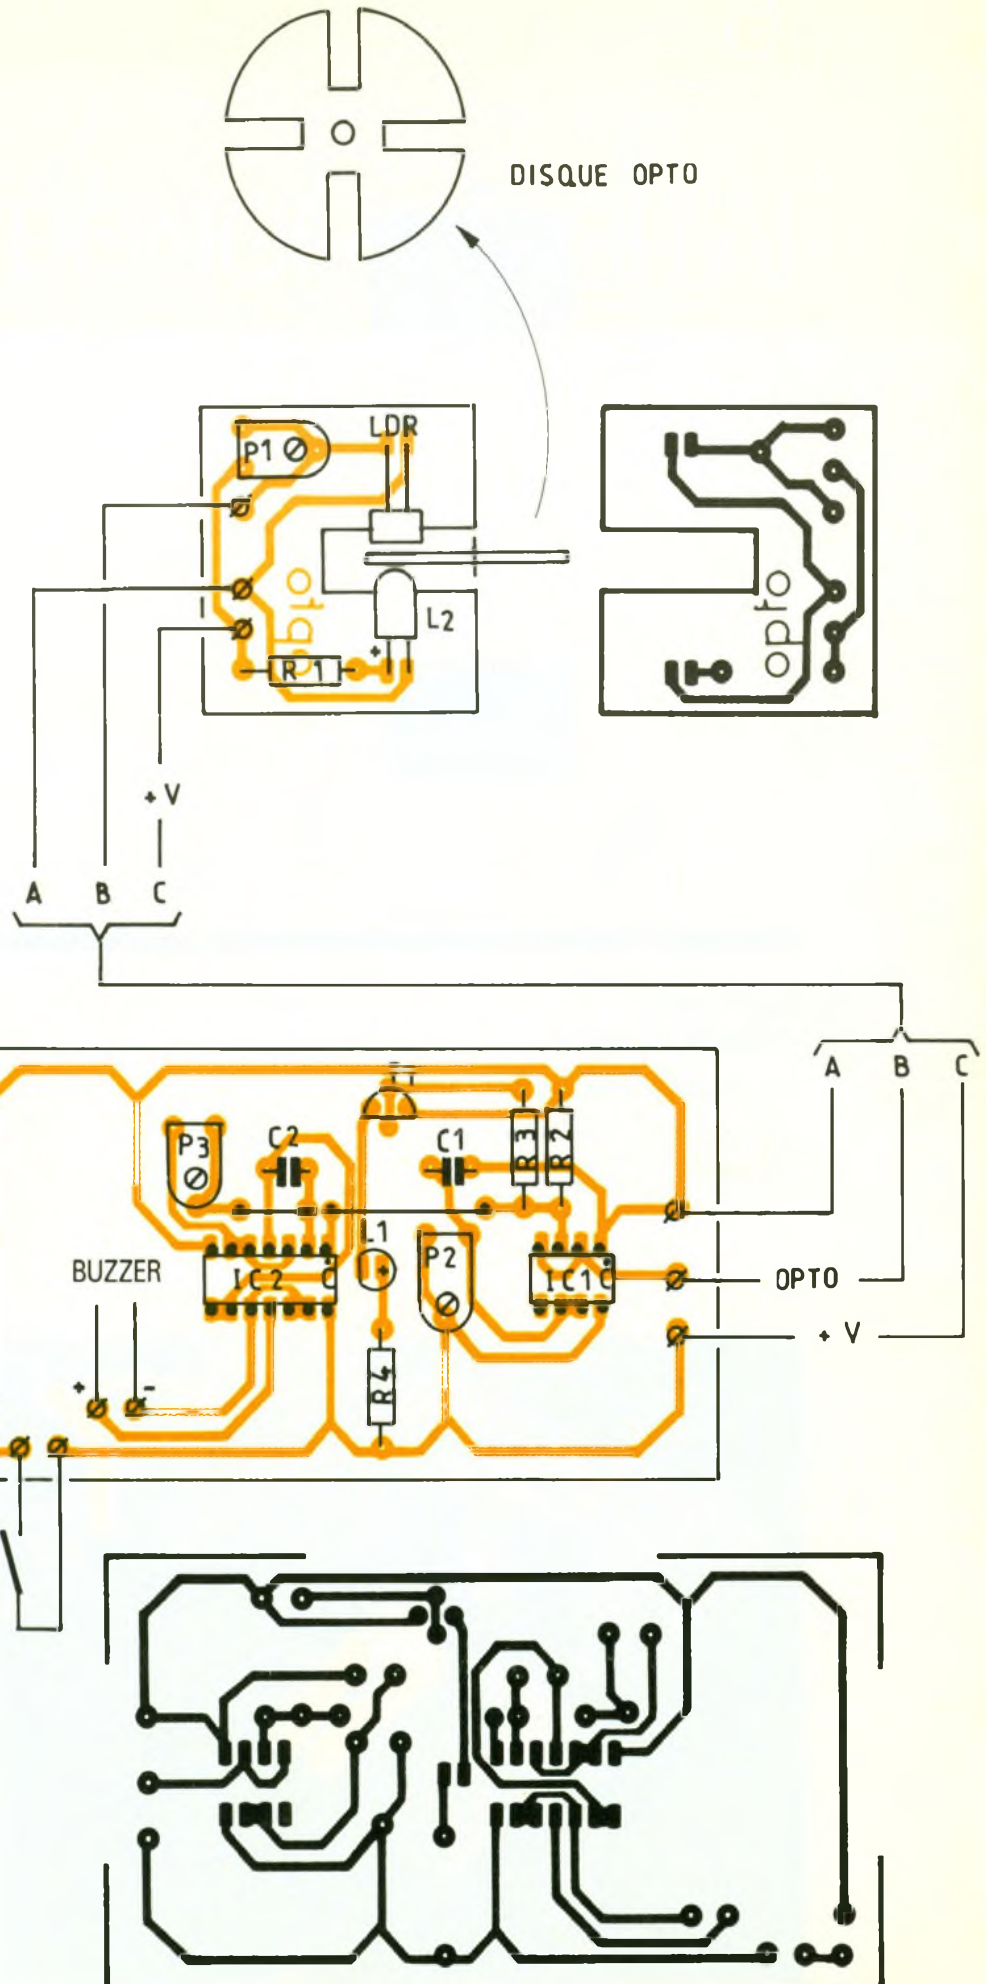 DISQUE OPTO
LDR
P1
opto
opto
L2
+
R1
+ V
A B C
A B C
P3
C2
C1
R3
R2
L1
P2
BUZZER
IC2
+
IC1
OPTO
+ V
R4
+ -